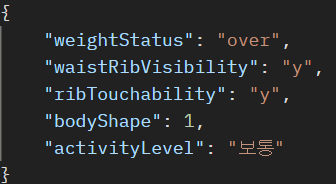 {
"weightStatus": "over",
"waistRibVisibility": "y",
"ribTouchability": "y",
"bodyShape": 1,
"activityLevel": "보통"
}